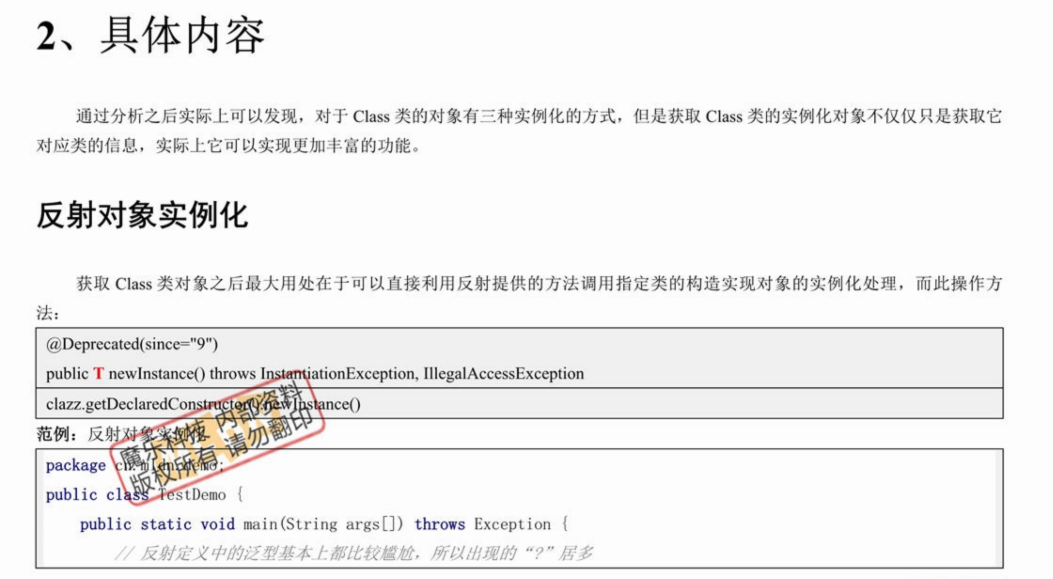 2、具体内容
通过分析之后实际上可以发现，对于 Class 类的对象有三种实例化的方式，但是获取 Class 类的实例化对象不仅仅只是获取它
对应类的信息，实际上它可以实现更加丰富的功能。
反射对象实例化
获取 Class 类对象之后最大用处在于可以直接利用反射提供的方法调用指定类的构造实现对象的实例化处理，而此操作方
法：
@Deprecated(since="9")
public T newInstance() throws InstantiationException, IllegalAccessException
clazz.getDeclaredConstructor().newInstance()
范例：反射对象实例化
魔乐科技 内部资料
版权所有 请勿翻印
package cn.mldn.demo;
public class TestDemo {
public static void main(String args[]) throws Exception {
// 反射定义中的泛型基本上都比较尴尬，所以出现的“?”居多